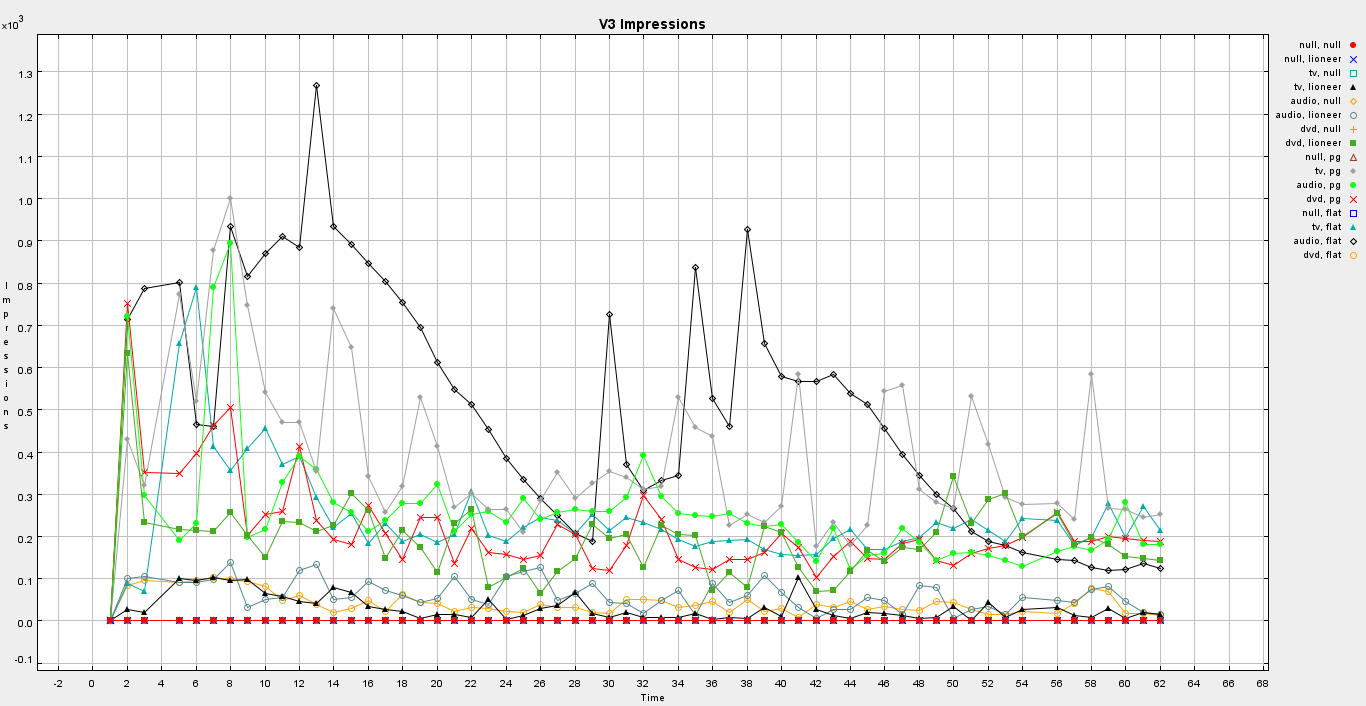 V3 Impressions
x10^3
1.3
1.2
1.1
1.0
0.9
0.8
0.7
0.6
0.5
0.4
0.3
0.2
0.1
0.0
-0.1
Impressions
-2 0 2 4 6 8 10 12 14 16 18 20 22 24 26 28 30 32 34 36 38 40 42 44 46 48 50 52 54 56 58 60 62 64 66 68
Time
null, null
null, lioneer
tv, null
tv, lioneer
audio, null
audio, lioneer
dvd, null
dvd, lioneer
null, pg
tv, pg
audio, pg
dvd, pg
null, flat
tv, flat
audio, flat
dvd, flat